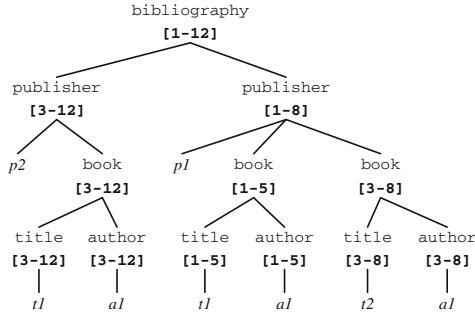 bibliography
[1-12]
publisher publisher
[3-12] [1-8]
p2 book p1 book book
[3-12] [1-5] [3-8]
title author title author title author
[3-12] [3-12] [1-5] [1-5] [3-8] [3-8]
t1 a1 t1 a1 t2 a1